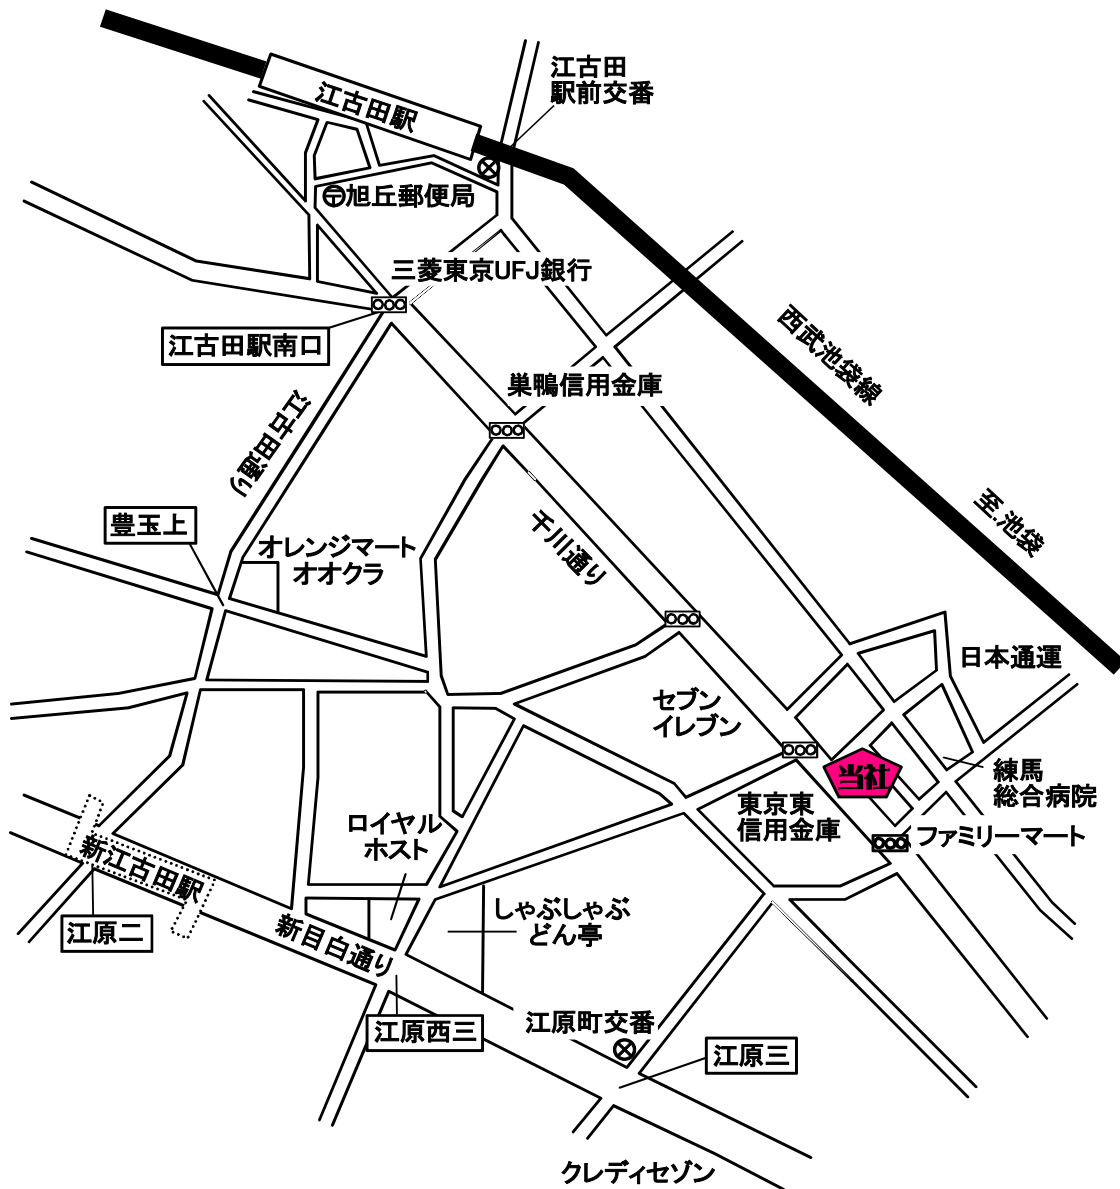 江古田
駅前交番
江古田駅
〒旭丘郵便局
三菱東京UFJ銀行
江古田駅南口
西武池袋線
巣鴨信用金庫
江古田通り
至.池袋
豊玉上
千川通り
オレンジマート
オオクラ
日本通運
セブン
イレブン
当社
練馬
総合病院
東京東
信用金庫
ファミリーマート
ロイヤル
ホスト
新江古田駅
しゃぶしゃぶ
どん亭
江原二
新目白通り
江原町交番
江原西三
江原三
クレディセゾン